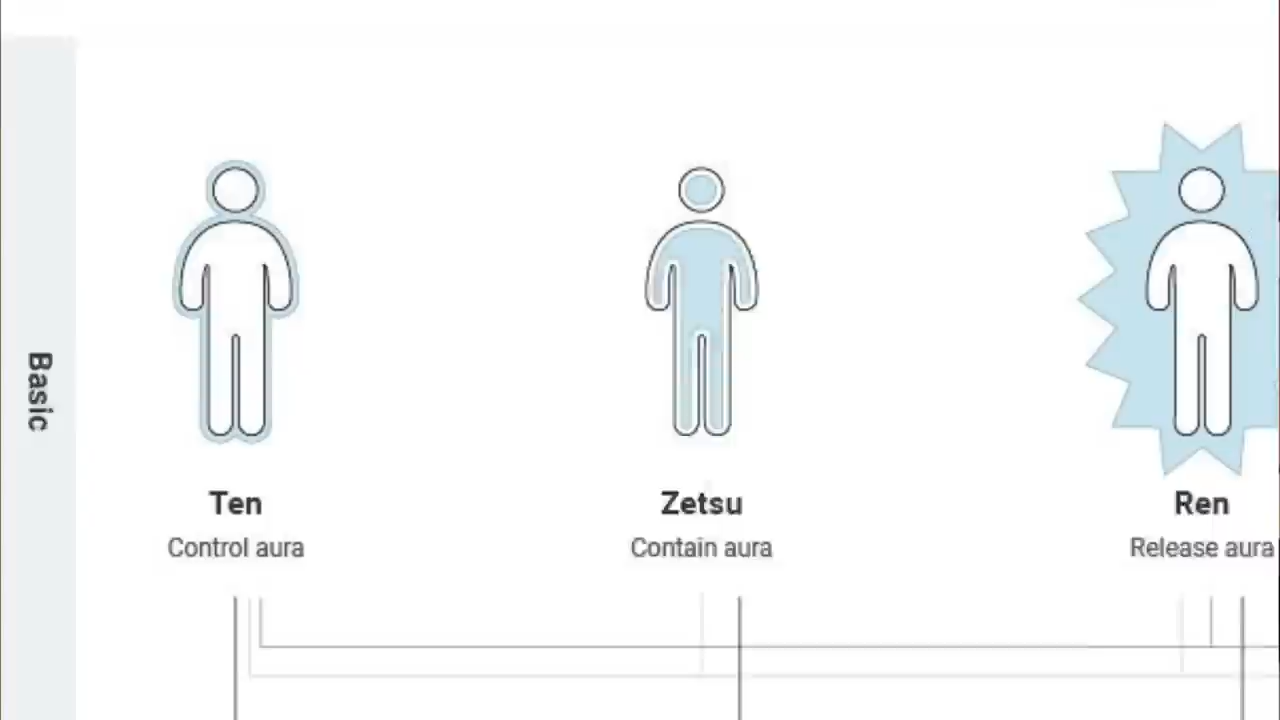 Basic
Ten
Control aura
Zetsu
Contain aura
Ren
Release aura